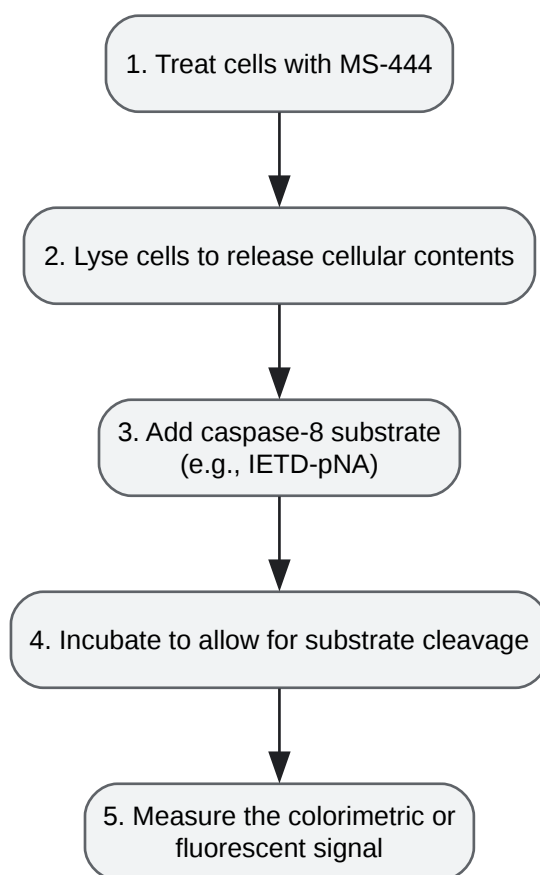 1. Treat cells with MS-444
2. Lyse cells to release cellular contents
3. Add caspase-8 substrate
(e.g., IETD-pNA)
4. Incubate to allow for substrate cleavage
5. Measure the colorimetric or
fluorescent signal